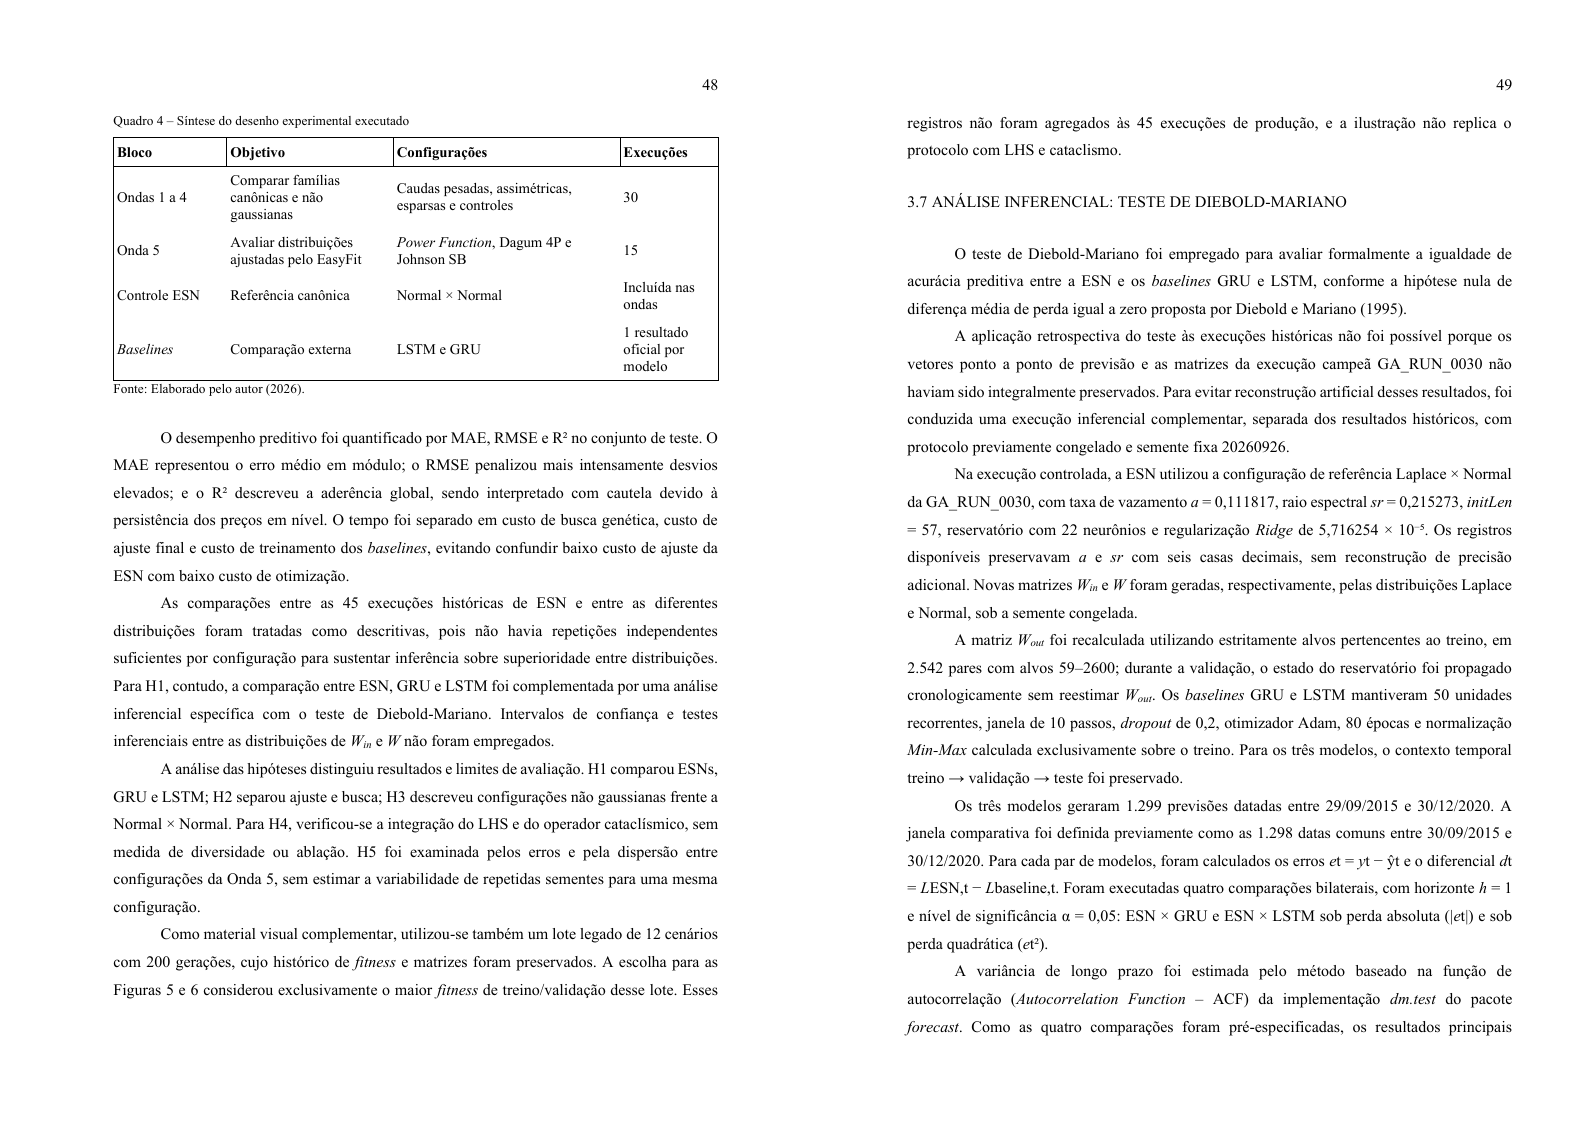 48
Quadro 4 – Síntese do desenho experimental executado
Bloco Objetivo Configurações Execuções
Ondas 1 a 4 Comparar famílias canônicas e não gaussianas Caudas pesadas, assimétricas, esparsas e controles 30
Onda 5 Avaliar distribuições ajustadas pelo EasyFit Power Function, Dagum 4P e Johnson SB 15
Controle ESN Referência canônica Normal × Normal Incluída nas ondas
Baselines Comparação externa LSTM e GRU 1 resultado oficial por modelo
Fonte: Elaborado pelo autor (2026).
O desempenho preditivo foi quantificado por MAE, RMSE e R² no conjunto de teste. O
MAE representou o erro médio em módulo; o RMSE penalizou mais intensamente desvios
elevados; e o R² descreveu a aderência global, sendo interpretado com cautela devido à
persistência dos preços em nível. O tempo foi separado em custo de busca genética, custo de
ajuste final e custo de treinamento dos baselines, evitando confundir baixo custo de ajuste da
ESN com baixo custo de otimização.
As comparações entre as 45 execuções históricas de ESN e entre as diferentes
distribuições foram tratadas como descritivas, pois não havia repetições independentes
suficientes por configuração para sustentar inferência sobre superioridade entre distribuições.
Para H1, contudo, a comparação entre ESN, GRU e LSTM foi complementada por uma análise
inferencial específica com o teste de Diebold-Mariano. Intervalos de confiança e testes
inferenciais entre as distribuições de Win e W não foram empregados.
A análise das hipóteses distinguiu resultados e limites de avaliação. H1 comparou ESNs,
GRU e LSTM; H2 separou ajuste e busca; H3 descreveu configurações não gaussianas frente a
Normal × Normal. Para H4, verificou-se a integração do LHS e do operador cataclísmico, sem
medida de diversidade ou ablação. H5 foi examinada pelos erros e pela dispersão entre
configurações da Onda 5, sem estimar a variabilidade de repetidas sementes para uma mesma
configuração.
Como material visual complementar, utilizou-se também um lote legado de 12 cenários
com 200 gerações, cujo histórico de fitness e matrizes foram preservados. A escolha para as
Figuras 5 e 6 considerou exclusivamente o maior fitness de treino/validação desse lote. Esses
49
registros não foram agregados às 45 execuções de produção, e a ilustração não replica o
protocolo com LHS e cataclismo.
3.7 ANÁLISE INFERENCIAL: TESTE DE DIEBOLD-MARIANO
O teste de Diebold-Mariano foi empregado para avaliar formalmente a igualdade de
acurácia preditiva entre a ESN e os baselines GRU e LSTM, conforme a hipótese nula de
diferença média de perda igual a zero proposta por Diebold e Mariano (1995).
A aplicação retrospectiva do teste às execuções históricas não foi possível porque os
vetores ponto a ponto de previsão e as matrizes da execução campeã GA_RUN_0030 não
haviam sido integralmente preservados. Para evitar reconstrução artificial desses resultados, foi
conduzida uma execução inferencial complementar, separada dos resultados históricos, com
protocolo previamente congelado e semente fixa 20260926.
Na execução controlada, a ESN utilizou a configuração de referência Laplace × Normal
da GA_RUN_0030, com taxa de vazamento a = 0,111817, raio espectral sr = 0,215273, initLen
= 57, reservatório com 22 neurônios e regularização Ridge de 5,716254 × 10⁻⁵. Os registros
disponíveis preservavam a e sr com seis casas decimais, sem reconstrução de precisão
adicional. Novas matrizes Win e W foram geradas, respectivamente, pelas distribuições Laplace
e Normal, sob a semente congelada.
A matriz Wout foi recalculada utilizando estritamente alvos pertencentes ao treino, em
2.542 pares com alvos 59–2600; durante a validação, o estado do reservatório foi propagado
cronologicamente sem reestimar Wout. Os baselines GRU e LSTM mantiveram 50 unidades
recorrentes, janela de 10 passos, dropout de 0,2, otimizador Adam, 80 épocas e normalização
Min-Max calculada exclusivamente sobre o treino. Para os três modelos, o contexto temporal
treino → validação → teste foi preservado.
Os três modelos geraram 1.299 previsões datadas entre 29/09/2015 e 30/12/2020. A
janela comparativa foi definida previamente como as 1.298 datas comuns entre 30/09/2015 e
30/12/2020. Para cada par de modelos, foram calculados os erros et = yt − ŷt e o diferencial dt
= LESN,t − Lbaseline,t. Foram executadas quatro comparações bilaterais, com horizonte h = 1
e nível de significância α = 0,05: ESN × GRU e ESN × LSTM sob perda absoluta (|et|) e sob
perda quadrática (et²).
A variância de longo prazo foi estimada pelo método baseado na função de
autocorrelação (Autocorrelation Function – ACF) da implementação dm.test do pacote
forecast. Como as quatro comparações foram pré-especificadas, os resultados principais